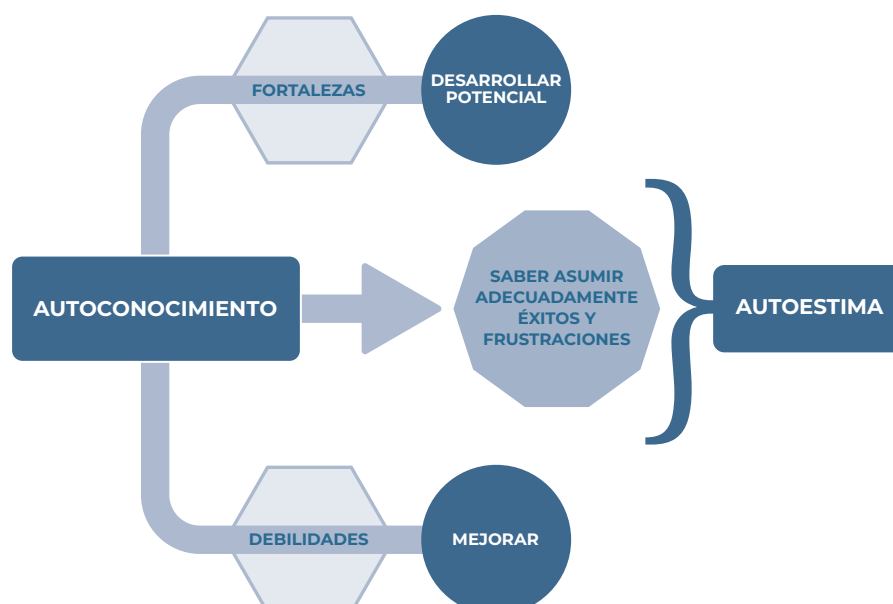 FORTALEZAS
DESARROLLAR
POTENCIAL
AUTOCONOCIMIENTO
SABER ASUMIR
ADECUADAMENTE
ÉXITOS Y
FRUSTRACIONES
AUTOESTIMA
DEBILIDADES
MEJORAR